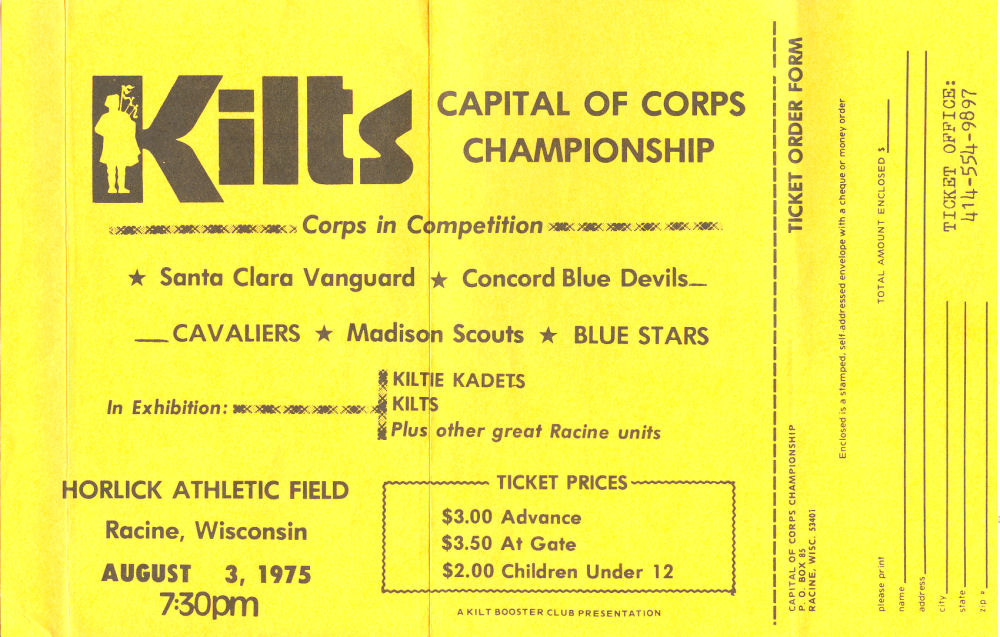 Kilts
CAPITAL OF CORPS
CHAMPIONSHIP
Corps in Competition
★ Santa Clara Vanguard ★ Concord Blue Devils
CAVALIERS ★ Madison Scouts ★ BLUE STARS
In Exhibition:
KILTIE KADETS
KILTS
Plus other great Racine units
HORLICK ATHLETIC FIELD
Racine, Wisconsin
AUGUST 3, 1975
7:30pm
TICKET PRICES
$3.00 Advance
$3.50 At Gate
$2.00 Children Under 12
A KILT BOOSTER CLUB PRESENTATION
TICKET ORDER FORM
CAPITAL OF CORPS CHAMPIONSHIP
P. O. BOX 85
RACINE, WISC. 53401
Enclosed is a stamped, self-addressed envelope with a cheque or money order
TOTAL AMOUNT ENCLOSED $
please print
name
address
city
state
zip #
TICKET OFFICE:
414-554-9897